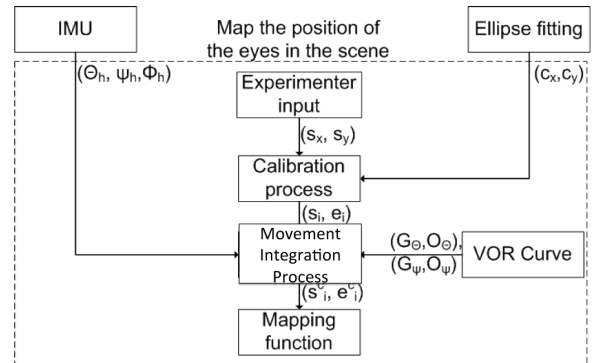 IMU
Map the position of
the eyes in the scene
Ellipse fitting
(Θh, ψh,Φh)
(cx,cy)
Experimenter
input
(sx, sy)
Calibration
process
(si, ei)
Movement
Integration
Process
(GΘ,OΘ),
(Gψ,Oψ)
VOR Curve
(sci, eci)
Mapping
function